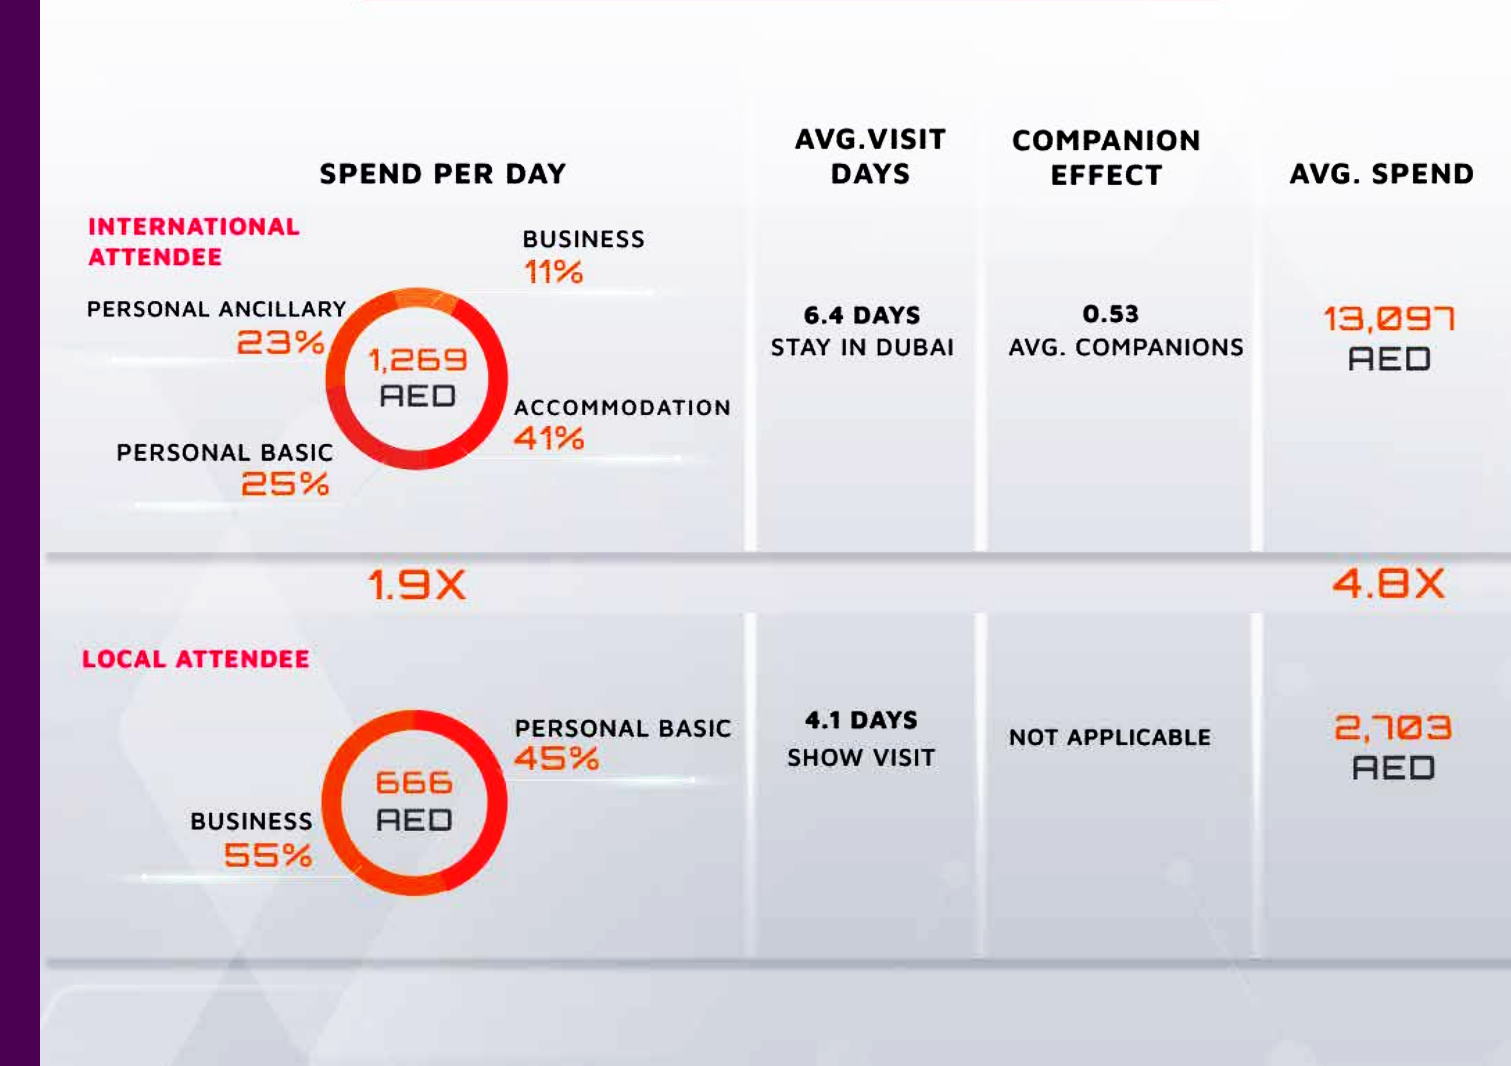 SPEND PER DAY
AVG.VISIT
DAYS
COMPANION
EFFECT
AVG. SPEND
INTERNATIONAL
ATTENDEE
BUSINESS
11%
PERSONAL ANCILLARY
23%
1,269
AED
ACCOMMODATION
41%
PERSONAL BASIC
25%
6.4 DAYS
STAY IN DUBAI
0.53
AVG. COMPANIONS
13,097
AED
1.9X
4.8X
LOCAL ATTENDEE
PERSONAL BASIC
45%
666
AED
BUSINESS
55%
4.1 DAYS
SHOW VISIT
NOT APPLICABLE
2,703
AED